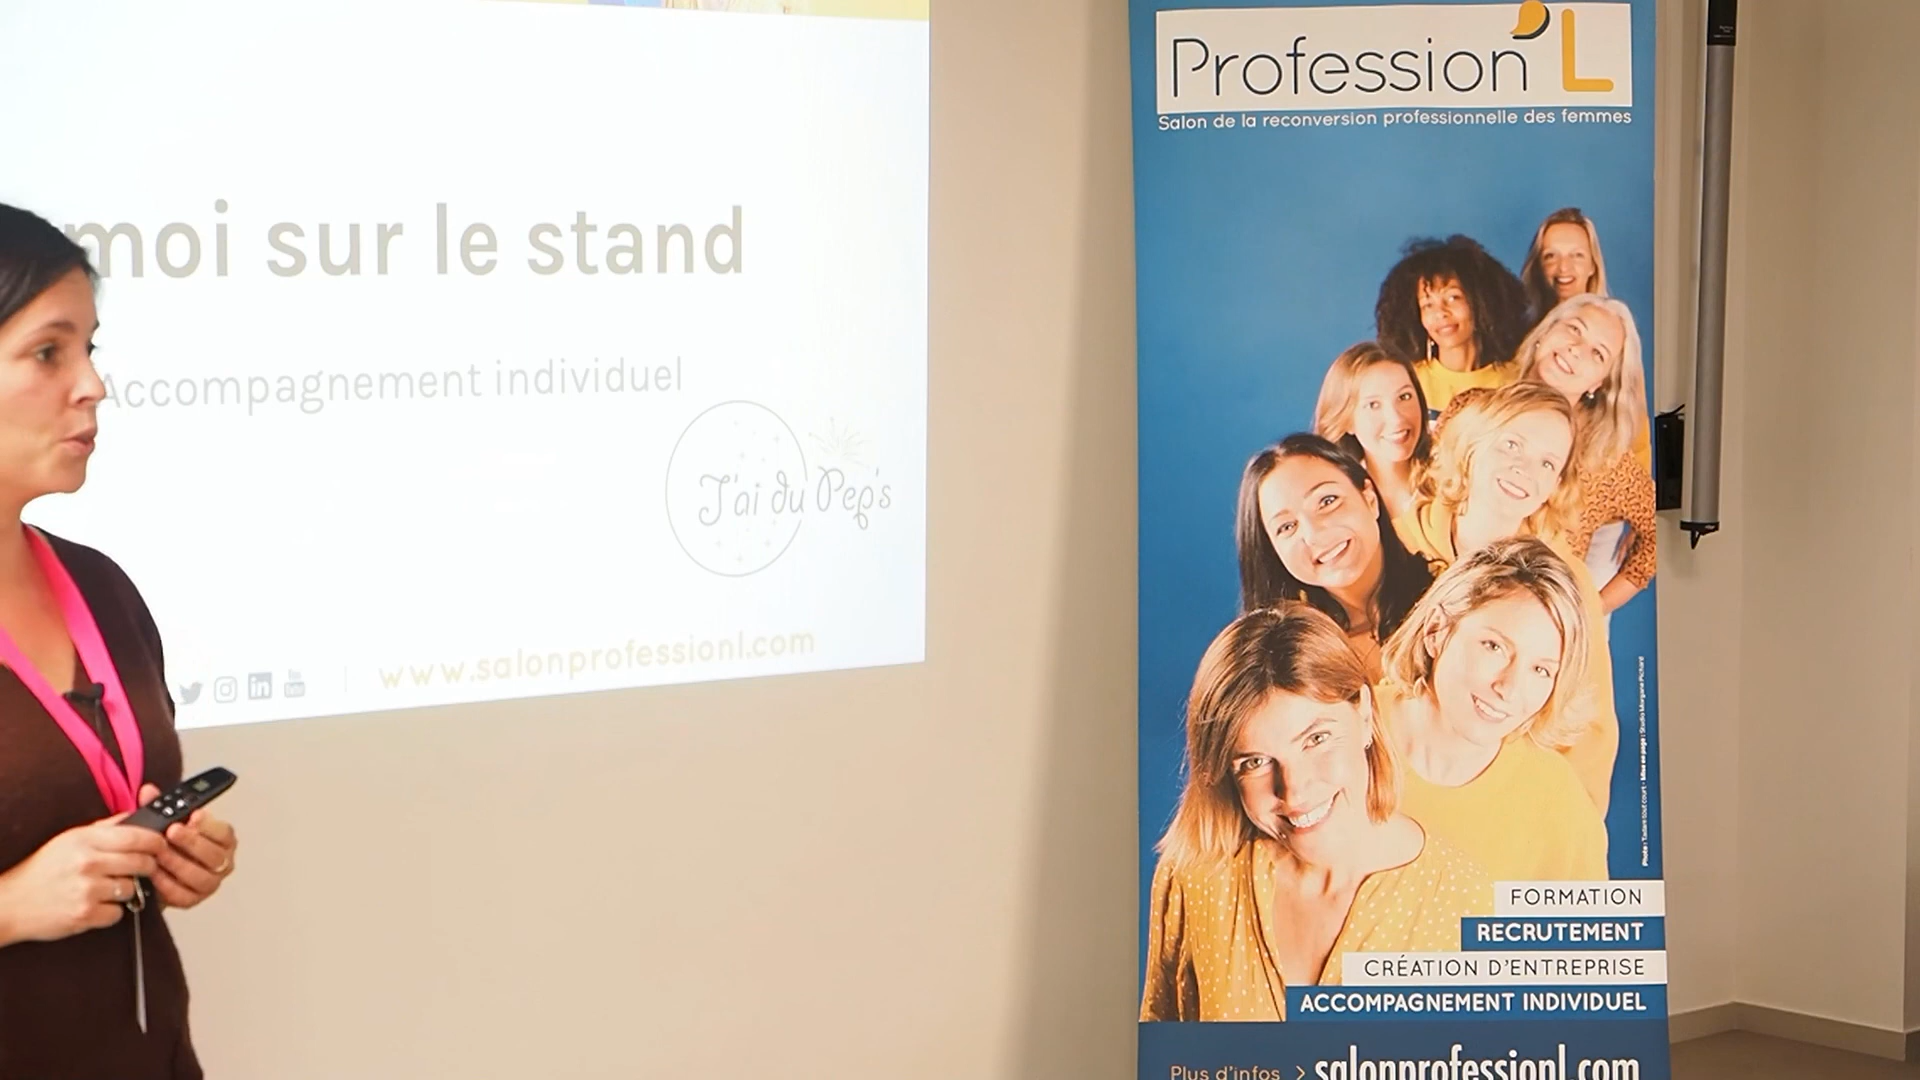 moi sur le stand
Accompagnement individuel
J'ai du Pep's
www.salonprofessionl.com
Profession'L
Salon de la reconversion professionnelle des femmes
FORMATION
RECRUTEMENT
CRÉATION D'ENTREPRISE
ACCOMPAGNEMENT INDIVIDUEL
Plus d'infos > salonprofessionl.com